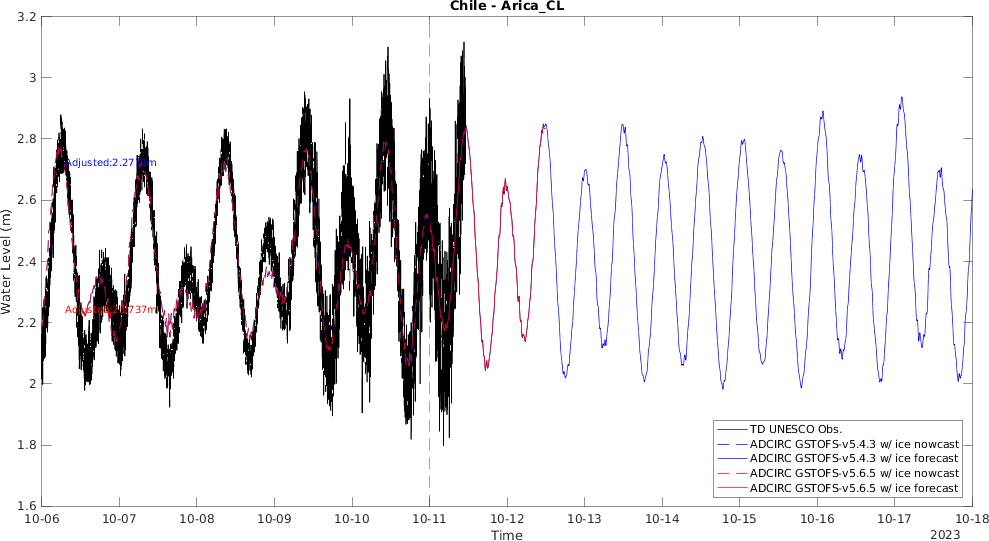 Chile - Arica_CL
3.2
3
2.8
2.6
2.4
2.2
2
1.8
1.6
Water Level (m)
Adjusted:2.27
m
Adjusted:
737m
10-06
10-07
10-08
10-09
10-10
10-11
10-12
10-13
10-14
10-15
10-16
10-17
10-18
Time
2023
TD UNESCO Obs.
ADCIRC GSTOFS-v5.4.3 w/ ice nowcast
ADCIRC GSTOFS-v5.4.3 w/ ice forecast
ADCIRC GSTOFS-v5.6.5 w/ ice nowcast
ADCIRC GSTOFS-v5.6.5 w/ ice forecast